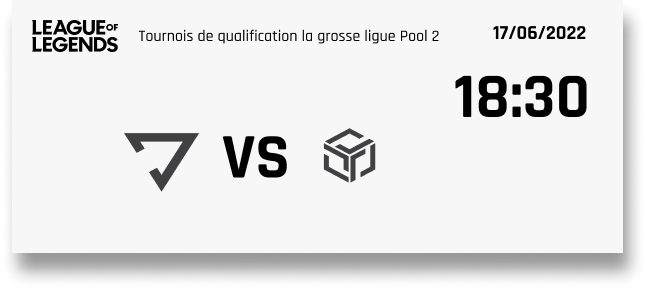 LEAGUE OF
LEGENDS
Tournois de qualification la grosse ligue Pool 2
17/06/2022
18:30
VS